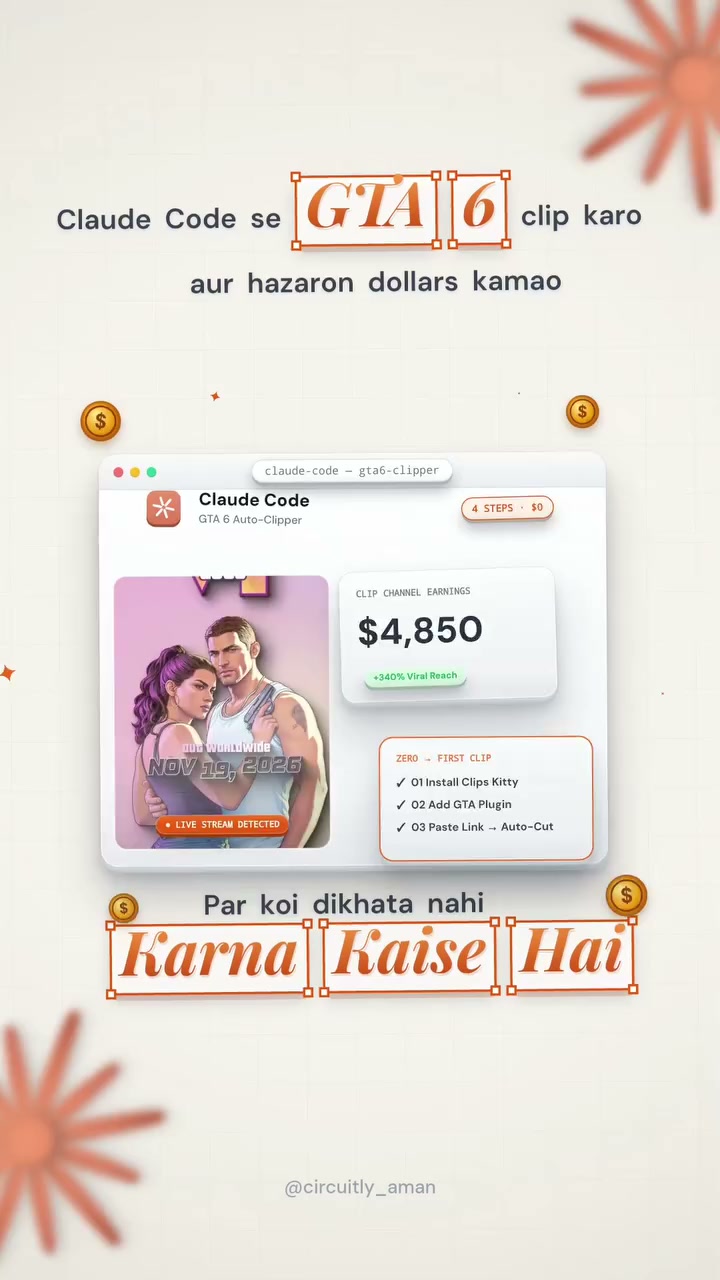 Claude Code se GTA 6 clip karo
aur hazaron dollars kamao
claude-code — gta6-clipper
Claude Code
GTA 6 Auto-Clipper
4 STEPS · $0
CLIP CHANNEL EARNINGS
$4,850
+340% Viral Reach
WORLDWIDE
NOV 19, 2026
● LIVE STREAM DETECTED
ZERO → FIRST CLIP
✓ 01 Install Clips Kitty
✓ 02 Add GTA Plugin
✓ 03 Paste Link → Auto-Cut
Par koi dikhata nahi
Karna Kaise Hai
@circuitly_aman